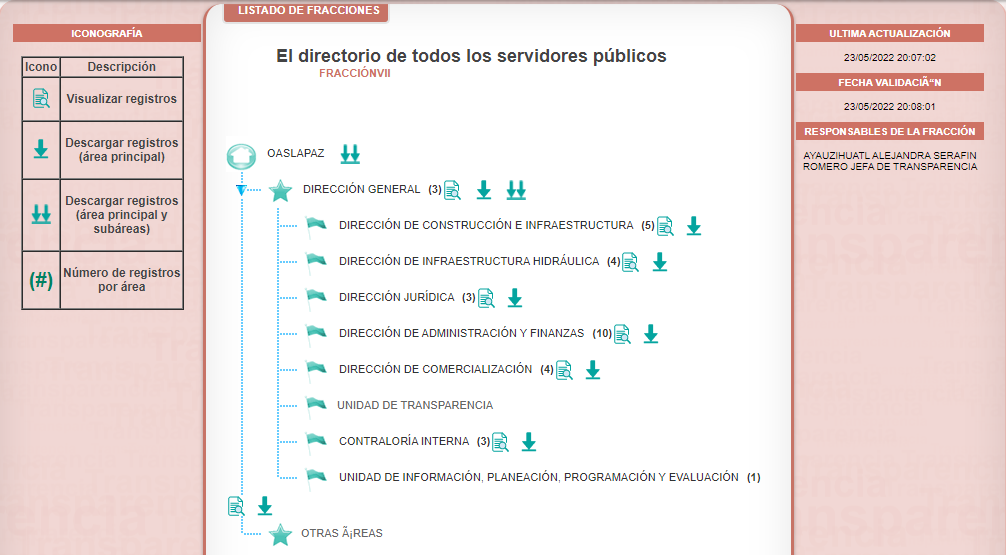 LISTADO DE FRACCIONES
ICONOGRAFÍA
Icono Descripción
Visualizar registros
Descargar registros
(área principal)
Descargar registros
(área principal y
subáreas)
(#) Número de registros
por área
El directorio de todos los servidores públicos
FRACCIÓNVII
OASLAPAZ
DIRECCIÓN GENERAL (3)
DIRECCIÓN DE CONSTRUCCIÓN E INFRAESTRUCTURA (5)
DIRECCIÓN DE INFRAESTRUCTURA HIDRÁULICA (4)
DIRECCIÓN JURÍDICA (3)
DIRECCIÓN DE ADMINISTRACIÓN Y FINANZAS (10)
DIRECCIÓN DE COMERCIALIZACIÓN (4)
UNIDAD DE TRANSPARENCIA
CONTRALORÍA INTERNA (3)
UNIDAD DE INFORMACIÓN, PLANEACIÓN, PROGRAMACIÓN Y EVALUACIÓN (1)
OTRAS Ã¡REAS
ULTIMA ACTUALIZACIÓN
23/05/2022 20:07:02
FECHA VALIDACIÃ“N
23/05/2022 20:08:01
RESPONSABLES DE LA FRACCIÓN
AYAUZIHUATL ALEJANDRA SERAFIN
ROMERO JEFA DE TRANSPARENCIA